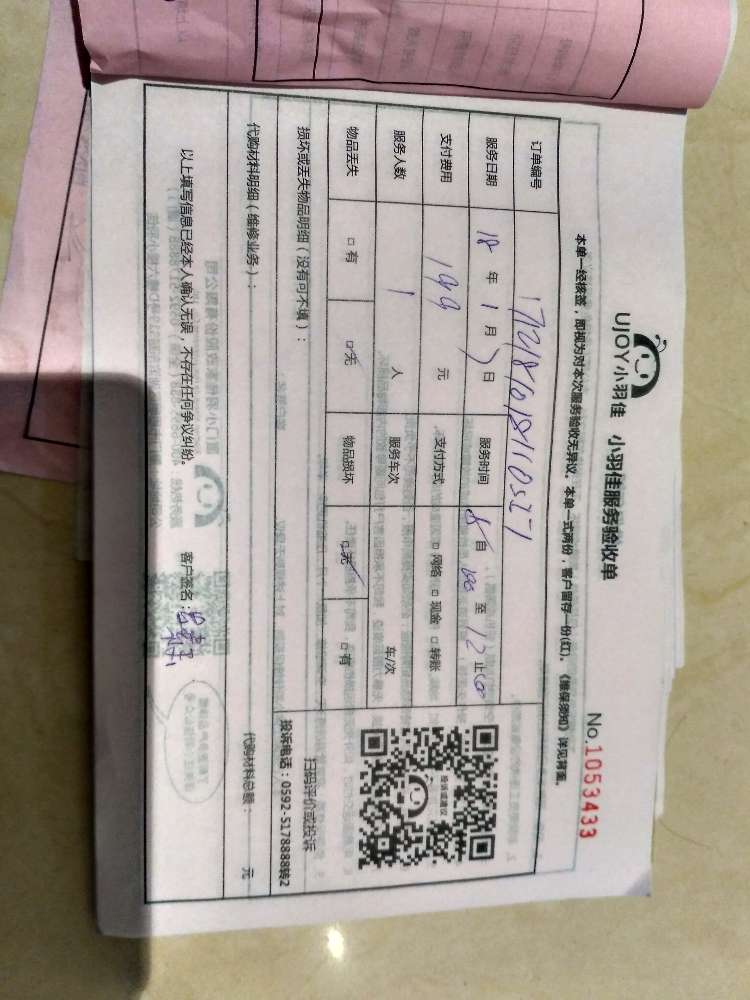 UJOY小羽佳 小羽佳服务验收单
No.1053433
本单一经核签，即视为对本次服务验收无异议。本单一式两份，客户留存一份(红)。《维保须知》详见背面。
订单编号
服务日期 18 年 1 月 日 服务时间 自 8 至 12 止
支付费用 199 元 支付方式 □ 网络 □ 现金 □ 转账
服务人数 1 人 服务车次 车/次
物品丢失 □ 有 □ 无 物品损坏 □ 无 □ 有
损坏或丢失物品明细（没有可不填）：
扫码评价或投诉
投诉电话：0592-5178888转2
投诉或建议
代购材料明细（维修业务）：
代购材料总额： 元
以上填写信息已经本人确认无误，不存在任何争议纠纷。 客户签名：